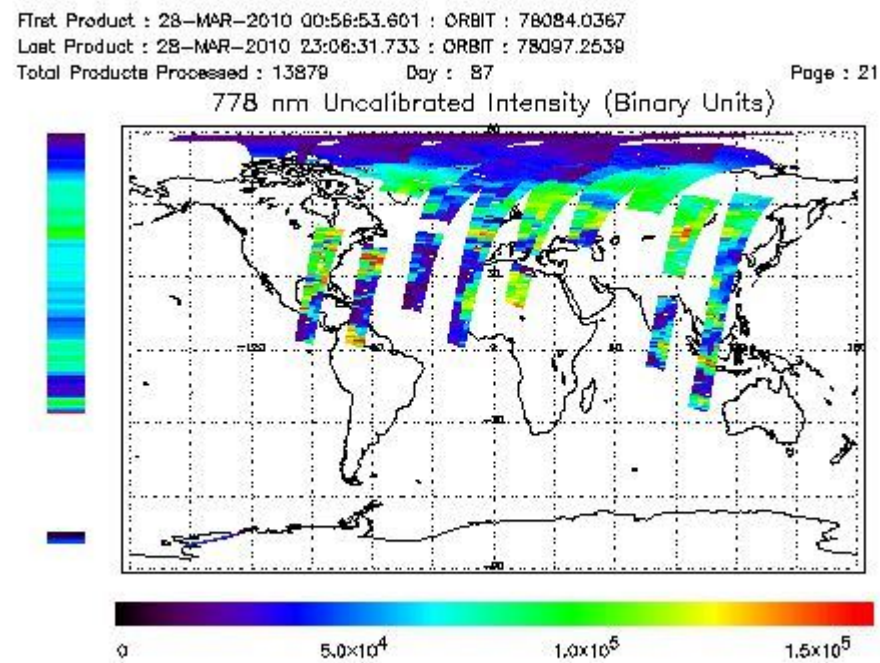 First Product : 28-MAR-2010 00:56:53.601 : ORBIT : 78084.0367
Last Product : 28-MAR-2010 23:06:31.733 : ORBIT : 78097.2539
Total Products Processed : 13879 Day : 87 Page : 21
778 nm Uncalibrated Intensity (Binary Units)
-120
0 5.0x10⁴ 1.0x10⁵ 1.5x10⁵